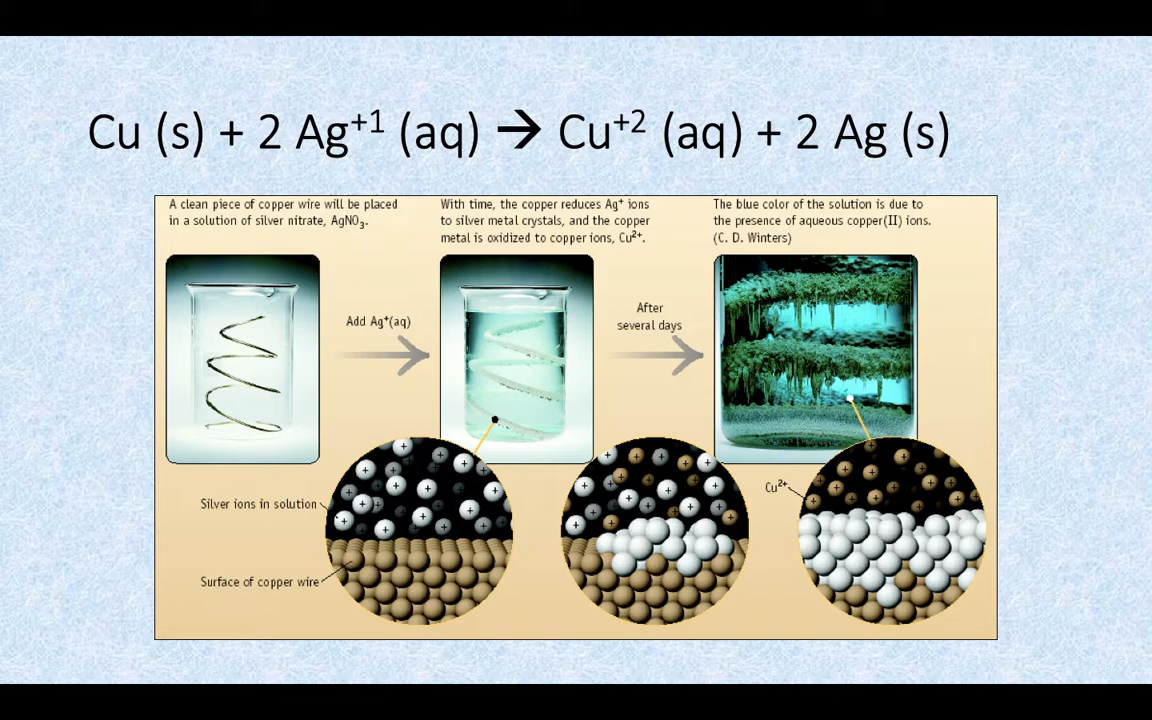 Cu (s) + 2 Ag⁺¹ (aq) → Cu⁺² (aq) + 2 Ag (s)
A clean piece of copper wire will be placed
in a solution of silver nitrate, AgNO₃.
With time, the copper reduces Ag⁺ ions
to silver metal crystals, and the copper
metal is oxidized to copper ions, Cu²⁺.
The blue color of the solution is due to
the presence of aqueous copper(II) ions.
(C. D. Winters)
Add Ag⁺(aq)
After
several days
Silver ions in solution
Surface of copper wire
Cu²⁺